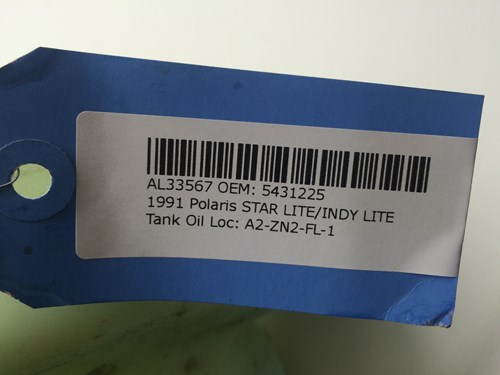 AL33567 OEM: 5431225
1991 Polaris STAR LITE/INDY LITE
Tank Oil Loc: A2-ZN2-FL-1